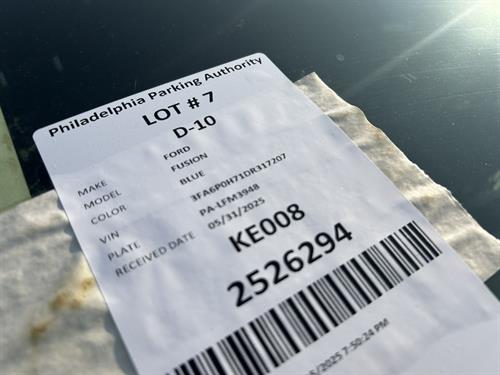 Philadelphia Parking Authority
LOT # 7
D-10
MAKE FORD
MODEL FUSION
COLOR BLUE
VIN 3FA6P0H71DR317207
PLATE PA-LFM3948
RECEIVED DATE 05/31/2025
KE008
2526294
/2025 7:50:24 PM